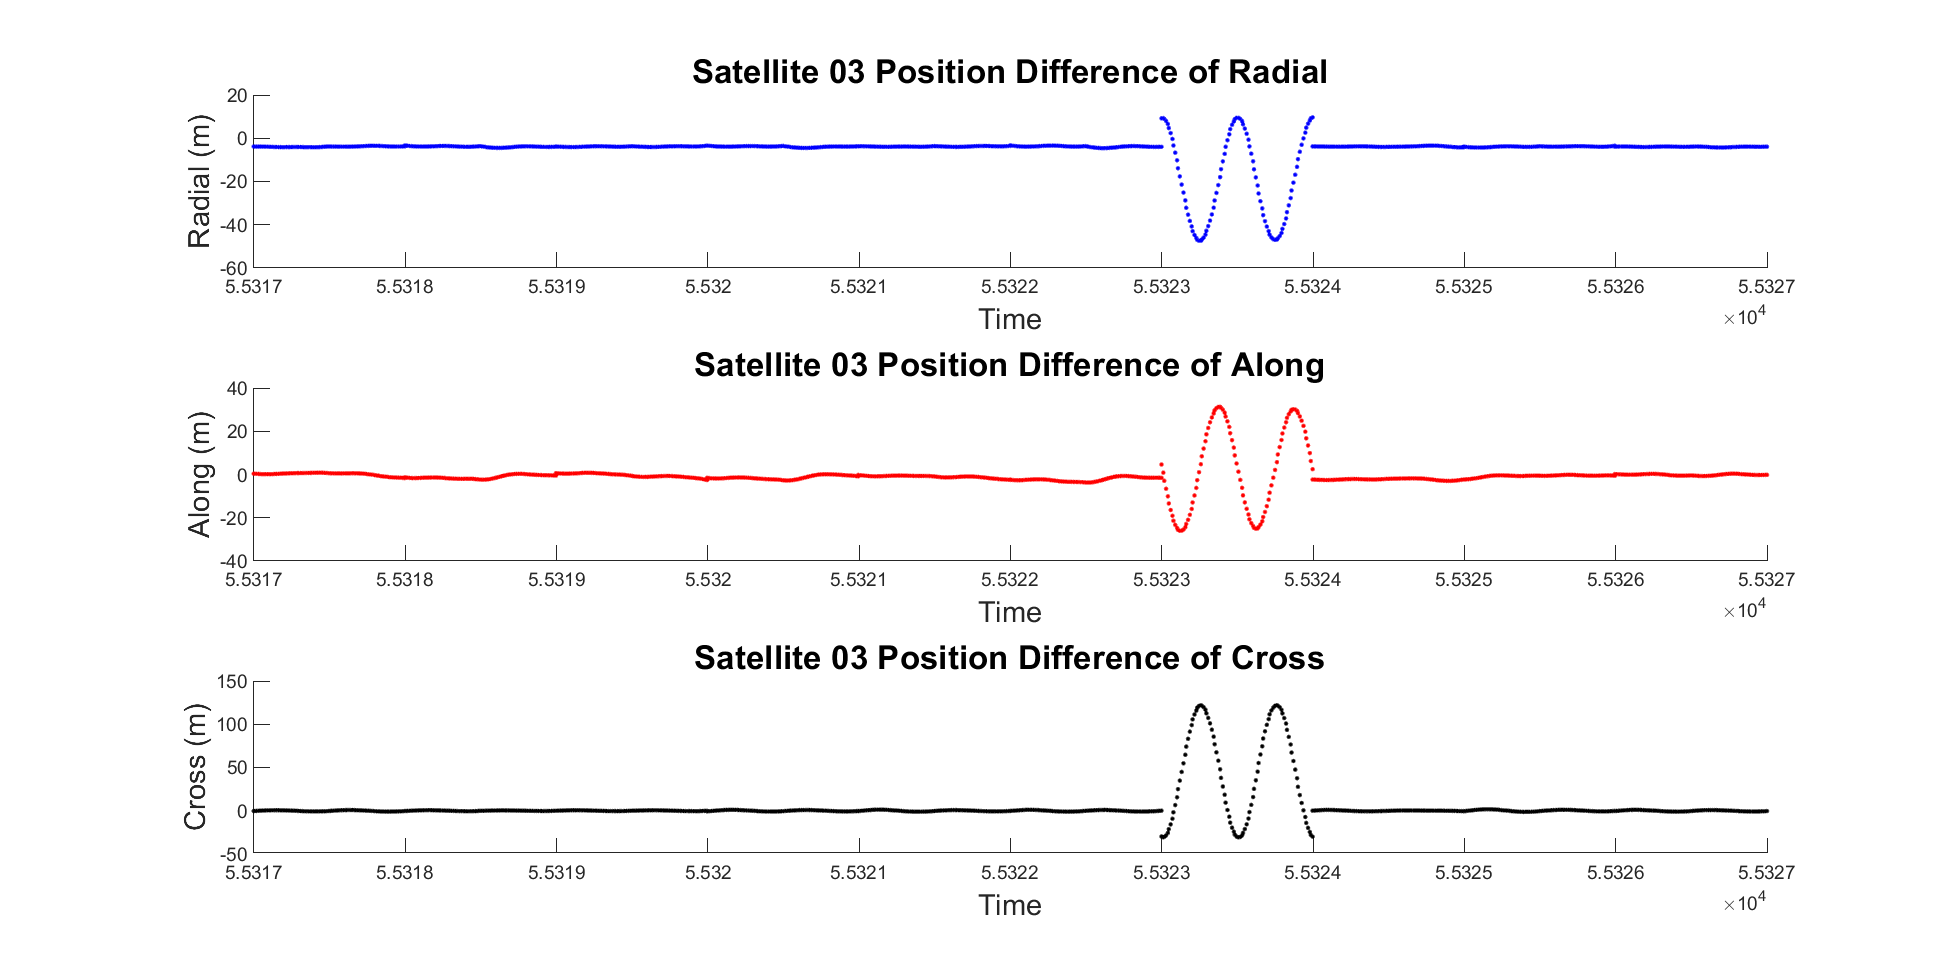 Satellite 03 Position Difference of Radial
Radial (m)
20
0
-20
-40
-60
5.5317 5.5318 5.5319 5.532 5.5321 5.5322 5.5323 5.5324 5.5325 5.5326 5.5327
Time
×10^4
Satellite 03 Position Difference of Along
Along (m)
40
20
0
-20
-40
5.5317 5.5318 5.5319 5.532 5.5321 5.5322 5.5323 5.5324 5.5325 5.5326 5.5327
Time
×10^4
Satellite 03 Position Difference of Cross
Cross (m)
150
100
50
0
-50
5.5317 5.5318 5.5319 5.532 5.5321 5.5322 5.5323 5.5324 5.5325 5.5326 5.5327
Time
×10^4